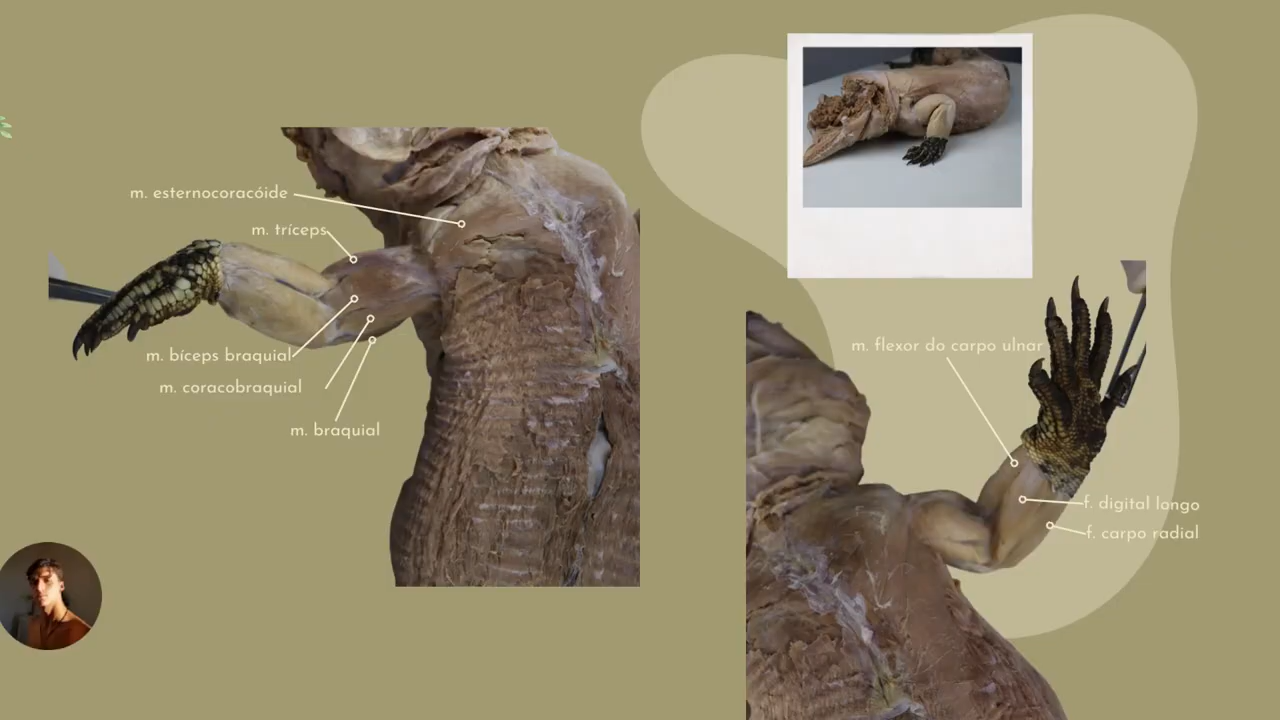 m. esternocoracóide
m. tríceps
m. bíceps braquial
m. coracobraquial
m. braquial
m. flexor do carpo ulnar
f. digital longo
f. carpo radial